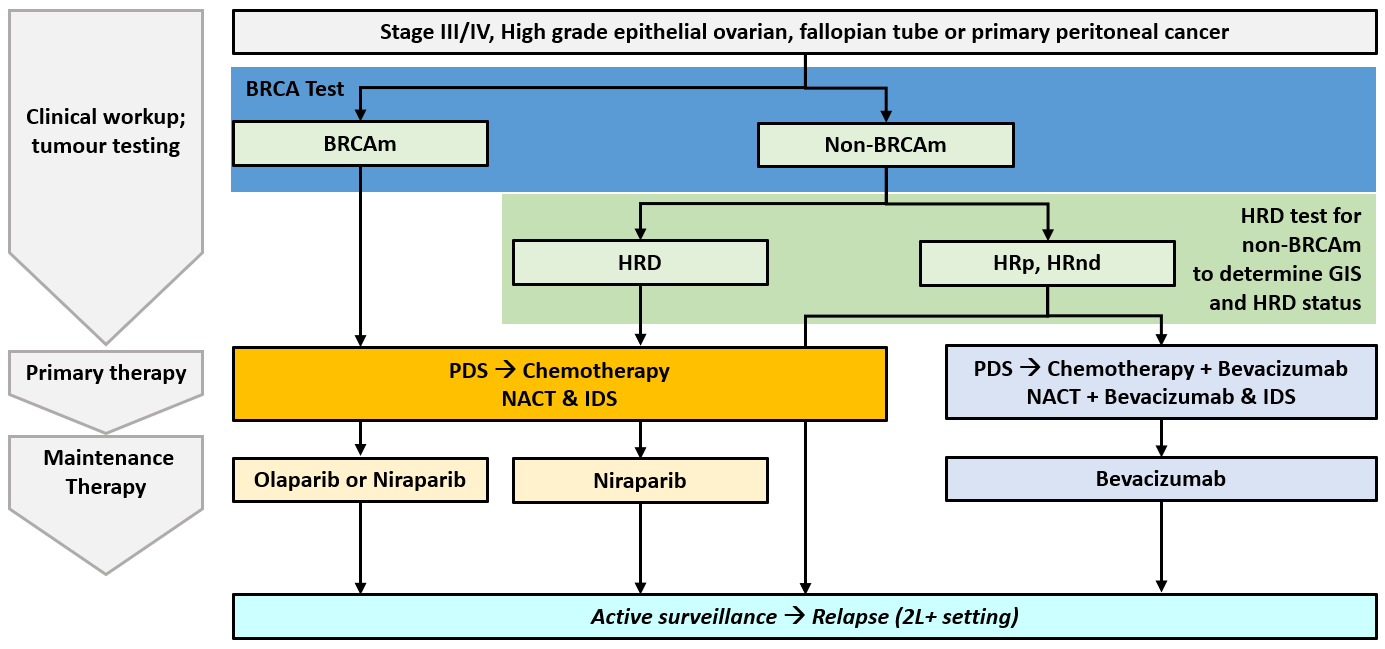 Stage III/IV, High grade epithelial ovarian, fallopian tube or primary peritoneal cancer
Clinical workup;
tumour testing
BRCA Test
BRCAm
Non-BRCAm
HRD test for
non-BRCAm
to determine GIS
and HRD status
HRD
HRp, HRnd
Primary therapy
PDS → Chemotherapy
NACT & IDS
PDS → Chemotherapy + Bevacizumab
NACT + Bevacizumab & IDS
Maintenance
Therapy
Olaparib or Niraparib
Niraparib
Bevacizumab
Active surveillance → Relapse (2L+ setting)